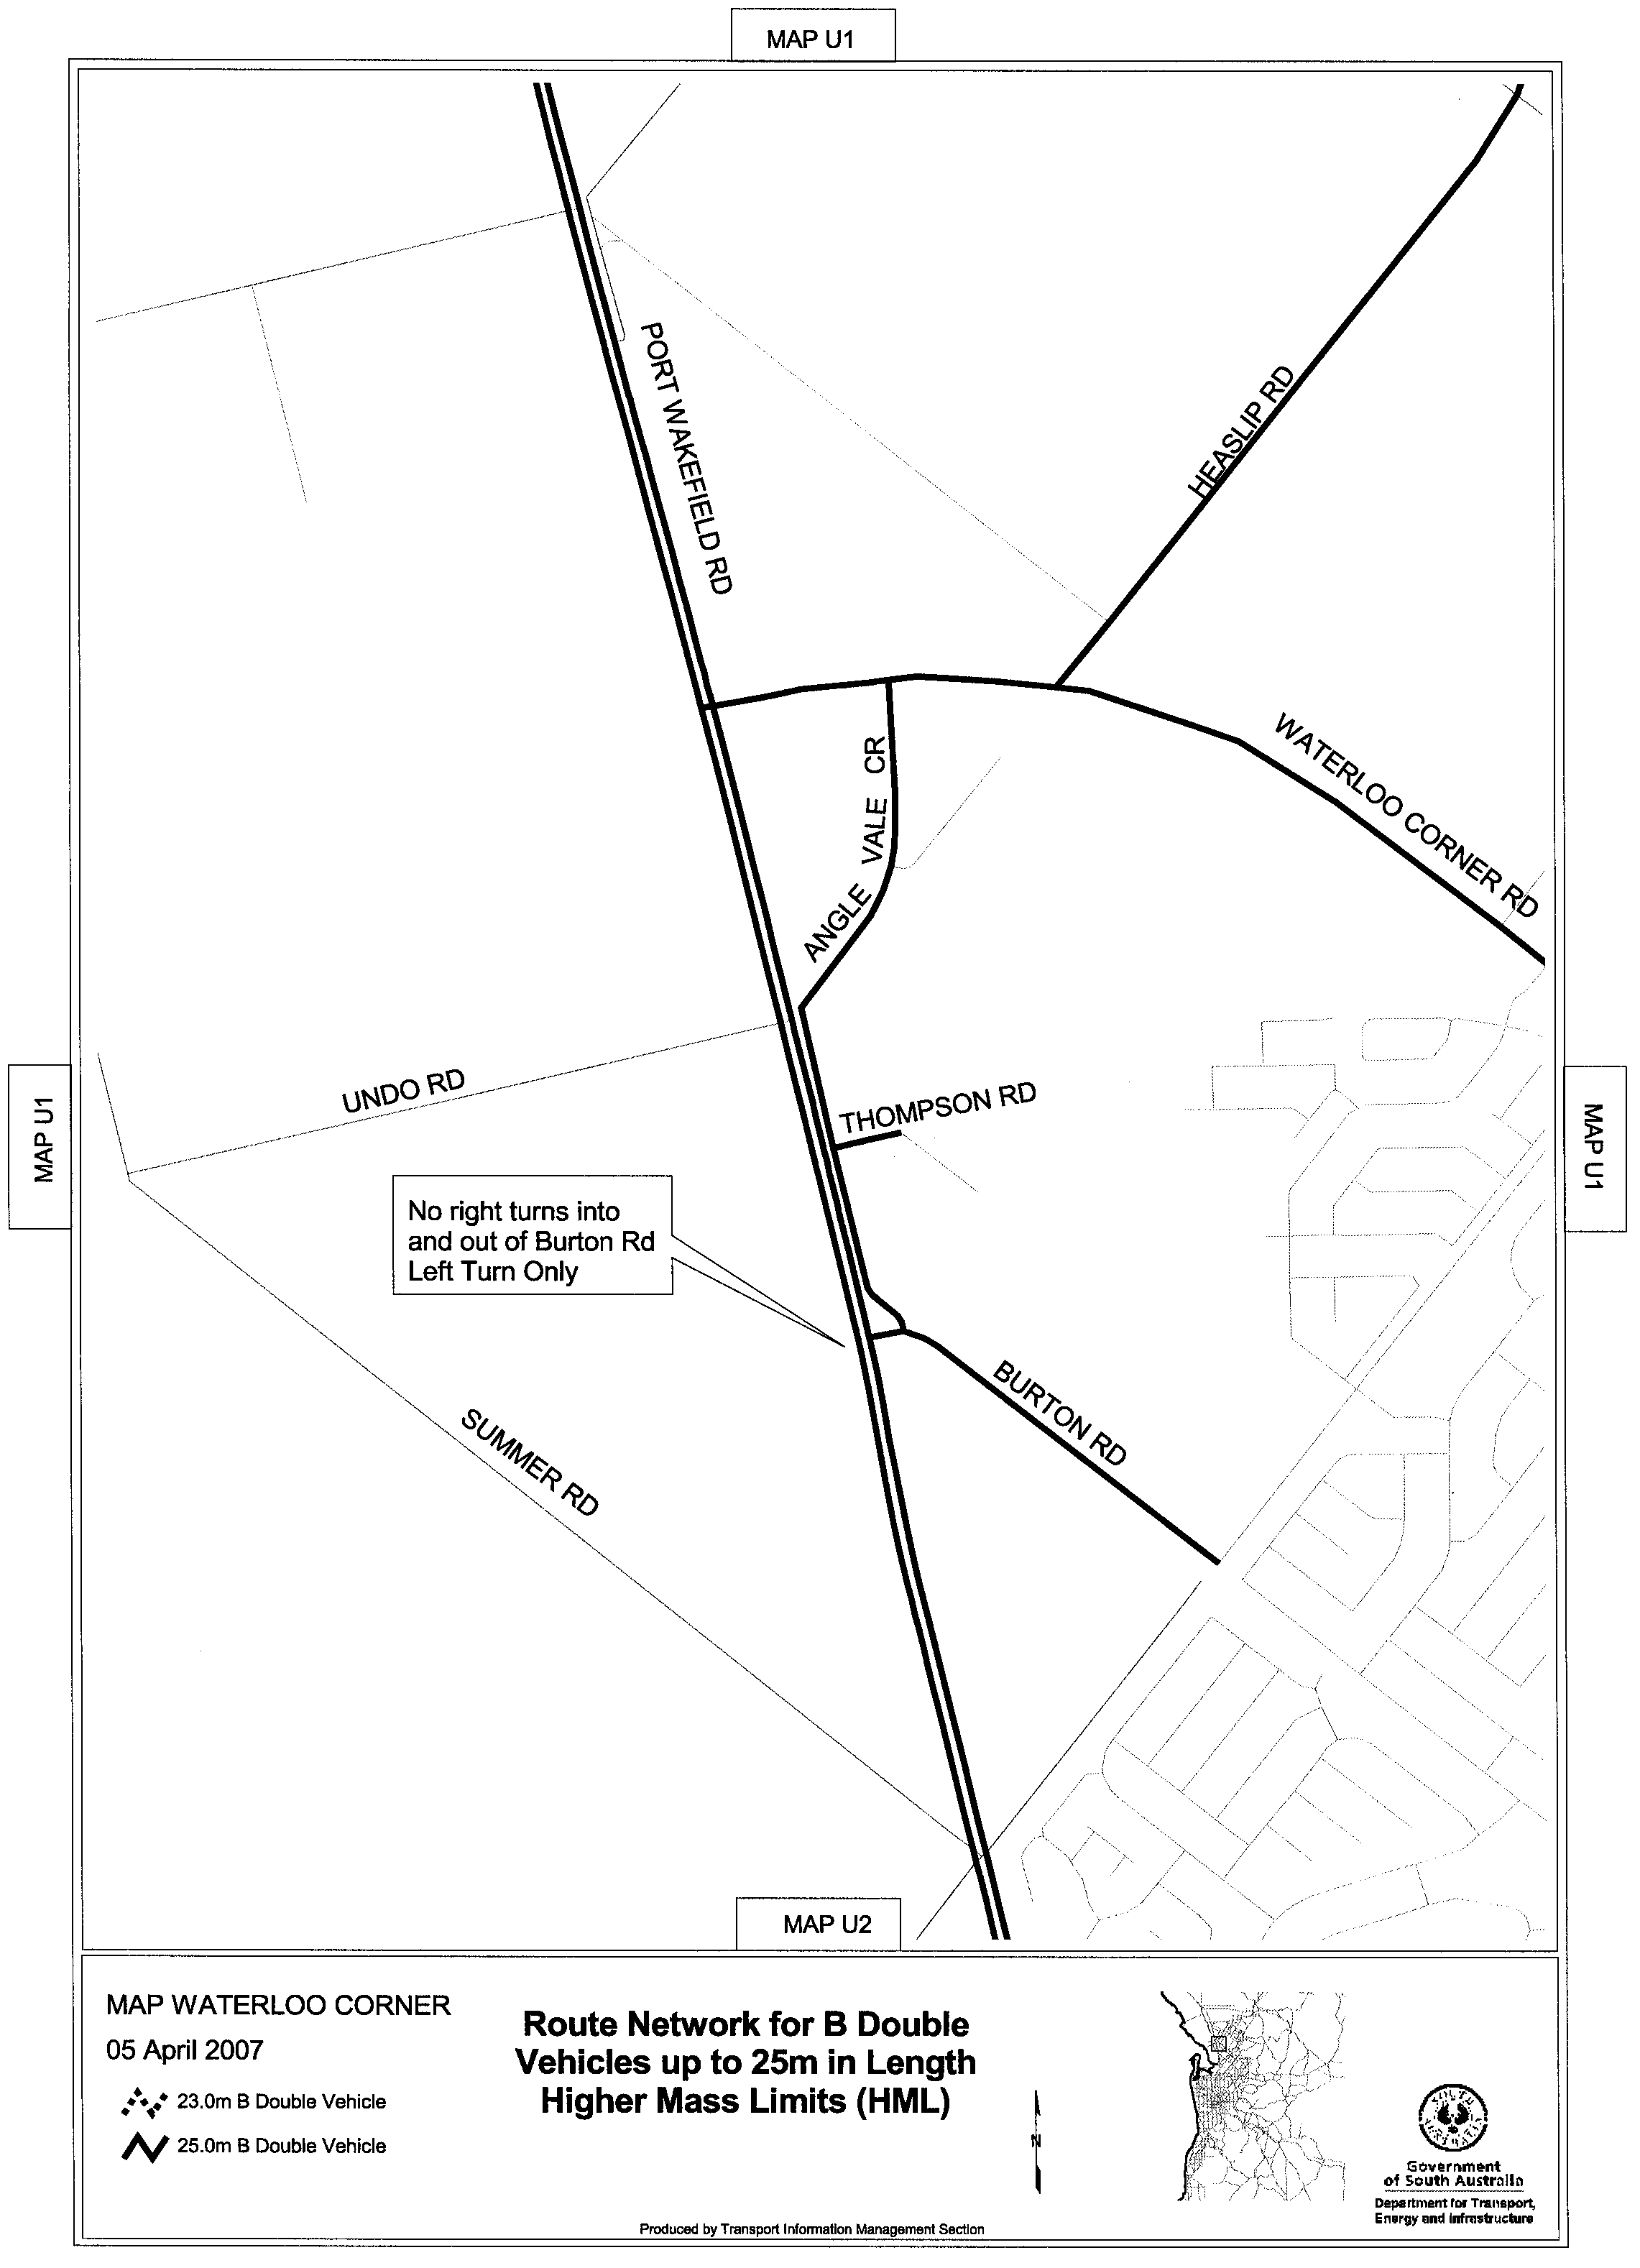 MAP U1
PORT WAKEFIELD RD
HEASLIP RD
WATERLOO CORNER RD
ANGLE VALE CR
UNDO RD
THOMPSON RD
MAP U1
MAP U1
No right turns into
and out of Burton Rd
Left Turn Only
BURTON RD
SUMMER RD
MAP U2
MAP WATERLOO CORNER
05 April 2007
23.0m B Double Vehicle
25.0m B Double Vehicle
Route Network for B Double
Vehicles up to 25m in Length
Higher Mass Limits (HML)
N
SOUTH AUSTRALIA
Government
of South Australia
Department for Transport,
Energy and Infrastructure
Produced by Transport Information Management Section